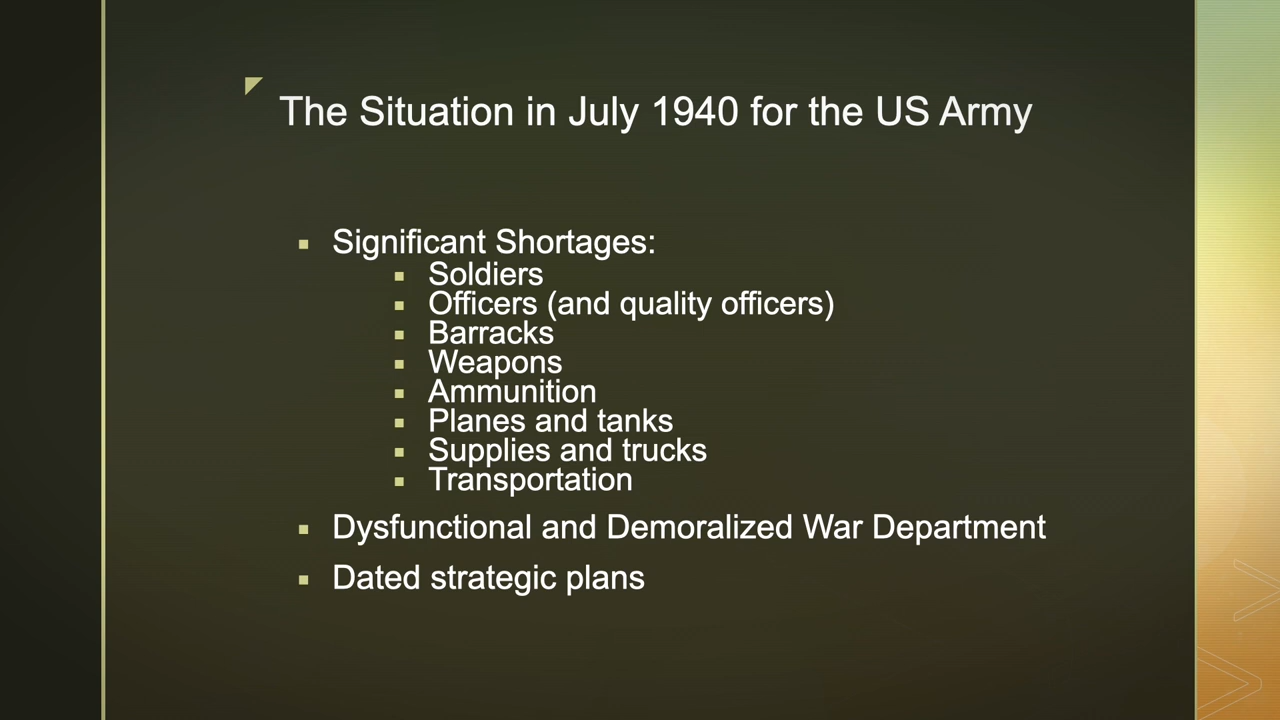 The Situation in July 1940 for the US Army
Significant Shortages:
Soldiers
Officers (and quality officers)
Barracks
Weapons
Ammunition
Planes and tanks
Supplies and trucks
Transportation
Dysfunctional and Demoralized War Department
Dated strategic plans